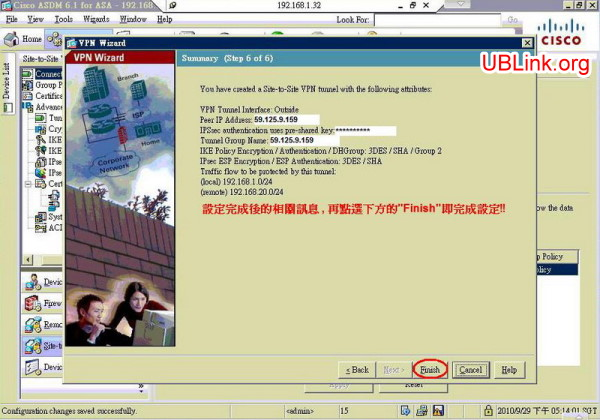 Cisco ASDM 6.1 for ASA - 192.168
192.168.1.32
File View Tools Wizards Window Help
Look For:
Go
Home
CISCO
UBLink.org
Device List
Site-to-Site
VPN Wizard
VPN Wizard
Summary (Step 6 of 6)
Branch
ISP
Home
Corporate
Network
Connect
Group P
Certifica
Advance
Tun
Cry
IKE
IKE
IPse
IPse
Cert
Syst
ACI
You have created a Site-to-Site VPN tunnel with the following attributes:
VPN Tunnel Interface: Outside
Peer IP Address: 59.125.9.159
IPSec authentication uses pre-shared key: **********
Tunnel Group Name: 59.125.9.159
IKE Policy Encryption / Authentication / DHGroup: 3DES / SHA / Group 2
IPsec ESP Encryption / ESP Authentication: 3DES / SHA
Traffic flow to be protected by this tunnel:
(local) 192.168.1.0/24
(remote) 192.168.20.0/24
設定完成後的相關訊息 , 再點選下方的"Finish"即完成設定!!
ow the data
p Policy
olicy
Devic
Firew
Remo
Site-to
Devic
< Back Next > Finish Cancel Help
Apply Reset
Configuration changes saved successfully.
<admin> 15
2010/9/29 下午 05:14:01 SGT